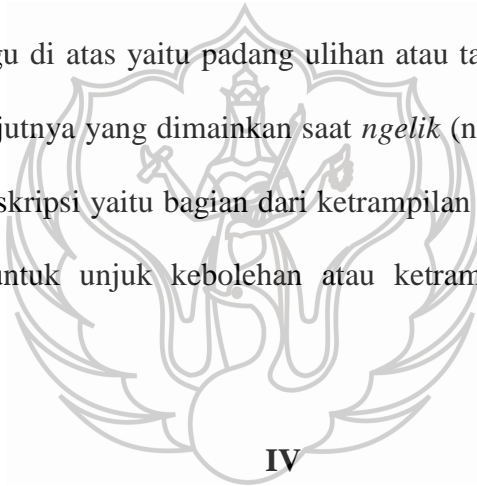 gu di atas yaitu padang ulihan atau ta
jutnya yang dimainkan saat ngelik (n
skripsi yaitu bagian dari ketrampilan
untuk unjuk kebolehan atau ketram
IV